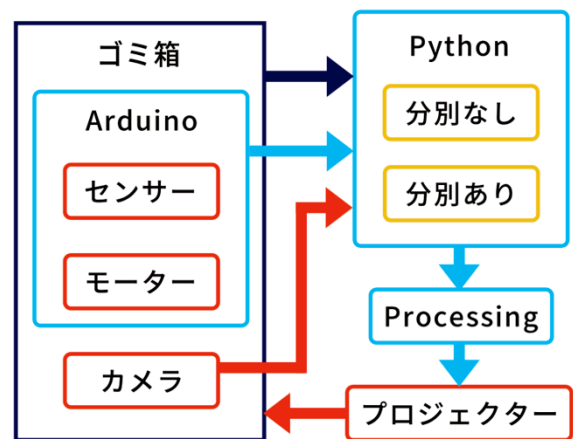 ゴミ箱
Arduino
センサー
モーター
カメラ
Python
分別なし
分別あり
Processing
プロジェクター